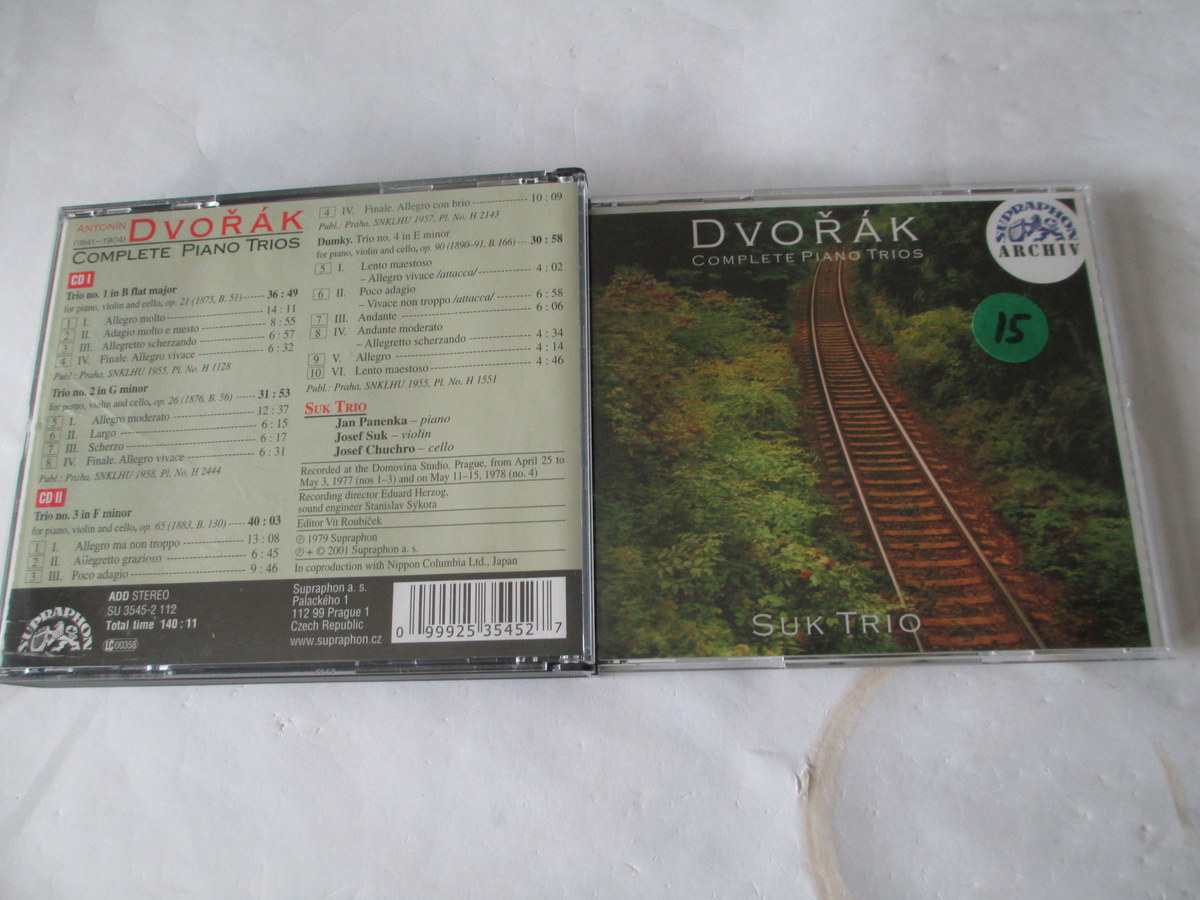 ANTONÍN
(1841–1904) DVOŘÁK
COMPLETE PIANO TRIOS
CD I
Trio no. 1 in B flat major
for piano, violin and cello, op. 21 (1875, B. 51) 36 : 49
1 I. Allegro molto 14 : 11
2 II. Adagio molto e mesto 8 : 55
3 III. Allegretto scherzando 6 : 57
4 IV. Finale. Allegro vivace 6 : 32
Publ.: Praha, SNKLHU 1955, Pl. No. H 1128
Trio no. 2 in G minor
for piano, violin and cello, op. 26 (1876, B. 56) 31 : 53
5 I. Allegro moderato 12 : 37
6 II. Largo 6 : 15
7 III. Scherzo 6 : 17
8 IV. Finale. Allegro vivace 6 : 31
Publ.: Praha, SNKLHU 1958, Pl. No. H 2444
CD II
Trio no. 3 in F minor
for piano, violin and cello, op. 65 (1883, B. 130) 40 : 03
1 I. Allegro ma non troppo 13 : 08
2 II. Allegretto grazioso 6 : 45
3 III. Poco adagio 9 : 46
4 IV. Finale. Allegro con brio 10 : 09
Publ.: Praha, SNKLHU 1957, Pl. No. H 2143
Dumky. Trio no. 4 in E minor
for piano, violin and cello, op. 90 (1890–91, B. 166) 30 : 58
5 I. Lento maestoso
– Allegro vivace /attacca/ 4 : 02
6 II. Poco adagio
– Vivace non troppo /attacca/ 6 : 58
7 III. Andante 6 : 06
8 IV. Andante moderato
– Allegretto scherzando 4 : 34
9 V. Allegro 4 : 14
10 VI. Lento maestoso 4 : 46
Publ.: Praha, SNKLHU 1955, Pl. No. H 1551
SUK TRIO
Jan Panenka – piano
Josef Suk – violin
Josef Chuchro – cello
Recorded at the Domovina Studio, Prague, from April 25 to
May 3, 1977 (nos 1–3) and on May 11–15, 1978 (no. 4)
Recording director Eduard Herzog,
sound engineer Stanislav Sýkora
Editor Vít Roubíček
℗ 1979 Supraphon
℗ + © 2001 Supraphon a. s.
In coproduction with Nippon Columbia Ltd., Japan
SUPRAPHON
ADD STEREO
SU 3545-2 112
Total time 140 : 11
LC 00358
Supraphon a. s.
Palackého 1
112 99 Prague 1
Czech Republic
www.supraphon.cz
0 99925 35452 7
DVOŘÁK
COMPLETE PIANO TRIOS
SUPRAPHON
ARCHIV
15
SUK TRIO